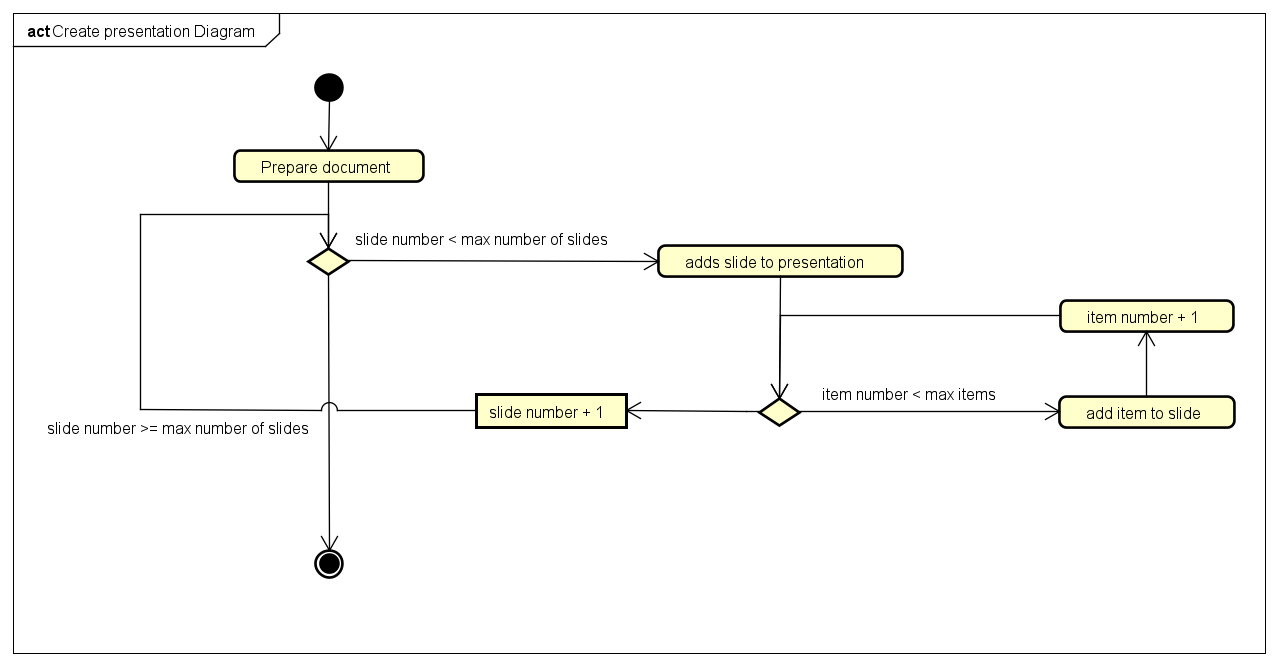 act Create presentation Diagram
Prepare document
slide number < max number of slides
adds slide to presentation
item number + 1
item number < max items
slide number + 1
add item to slide
slide number >= max number of slides